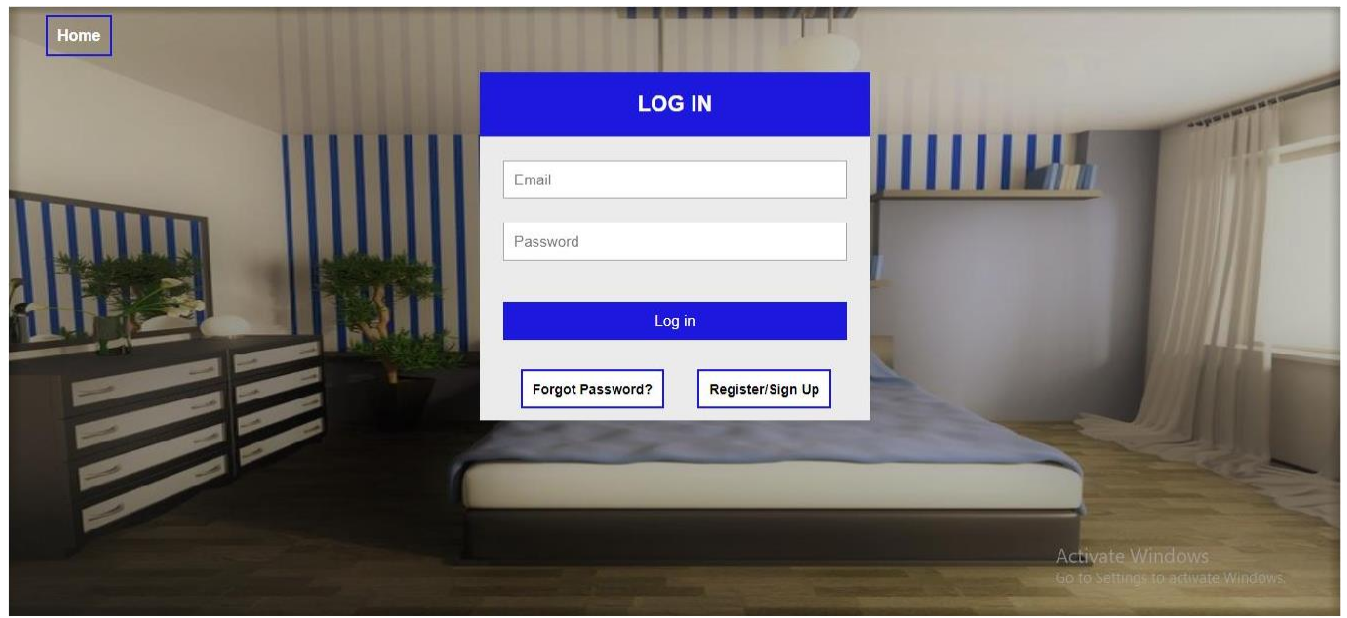 Home
LOG IN
Email
Password
Log in
Forgot Password?
Register/Sign Up
Activate Windows
Go to Settings to activate Windows.